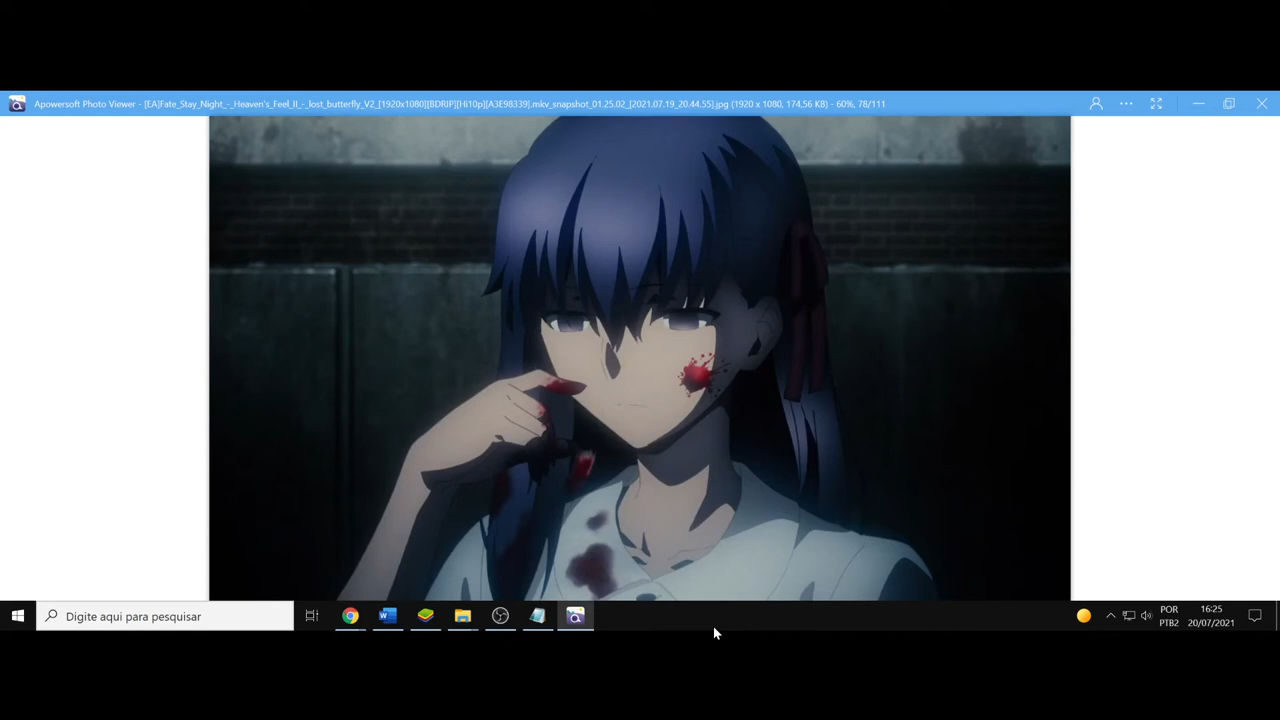 Apowersoft Photo Viewer - [EA]Fate_Stay_Night_-_Heaven's_Feel_II_-_lost_butterfly_V2_[1920x1080][BDRIP][Hi10p][A3E98339].mkv_snapshot_01.25.02_[2021.07.19_20.44.55].jpg (1920 x 1080, 174,56 KB) - 60%, 78/111
Digite aqui para pesquisar
POR
PTB2
16:25
20/07/2021